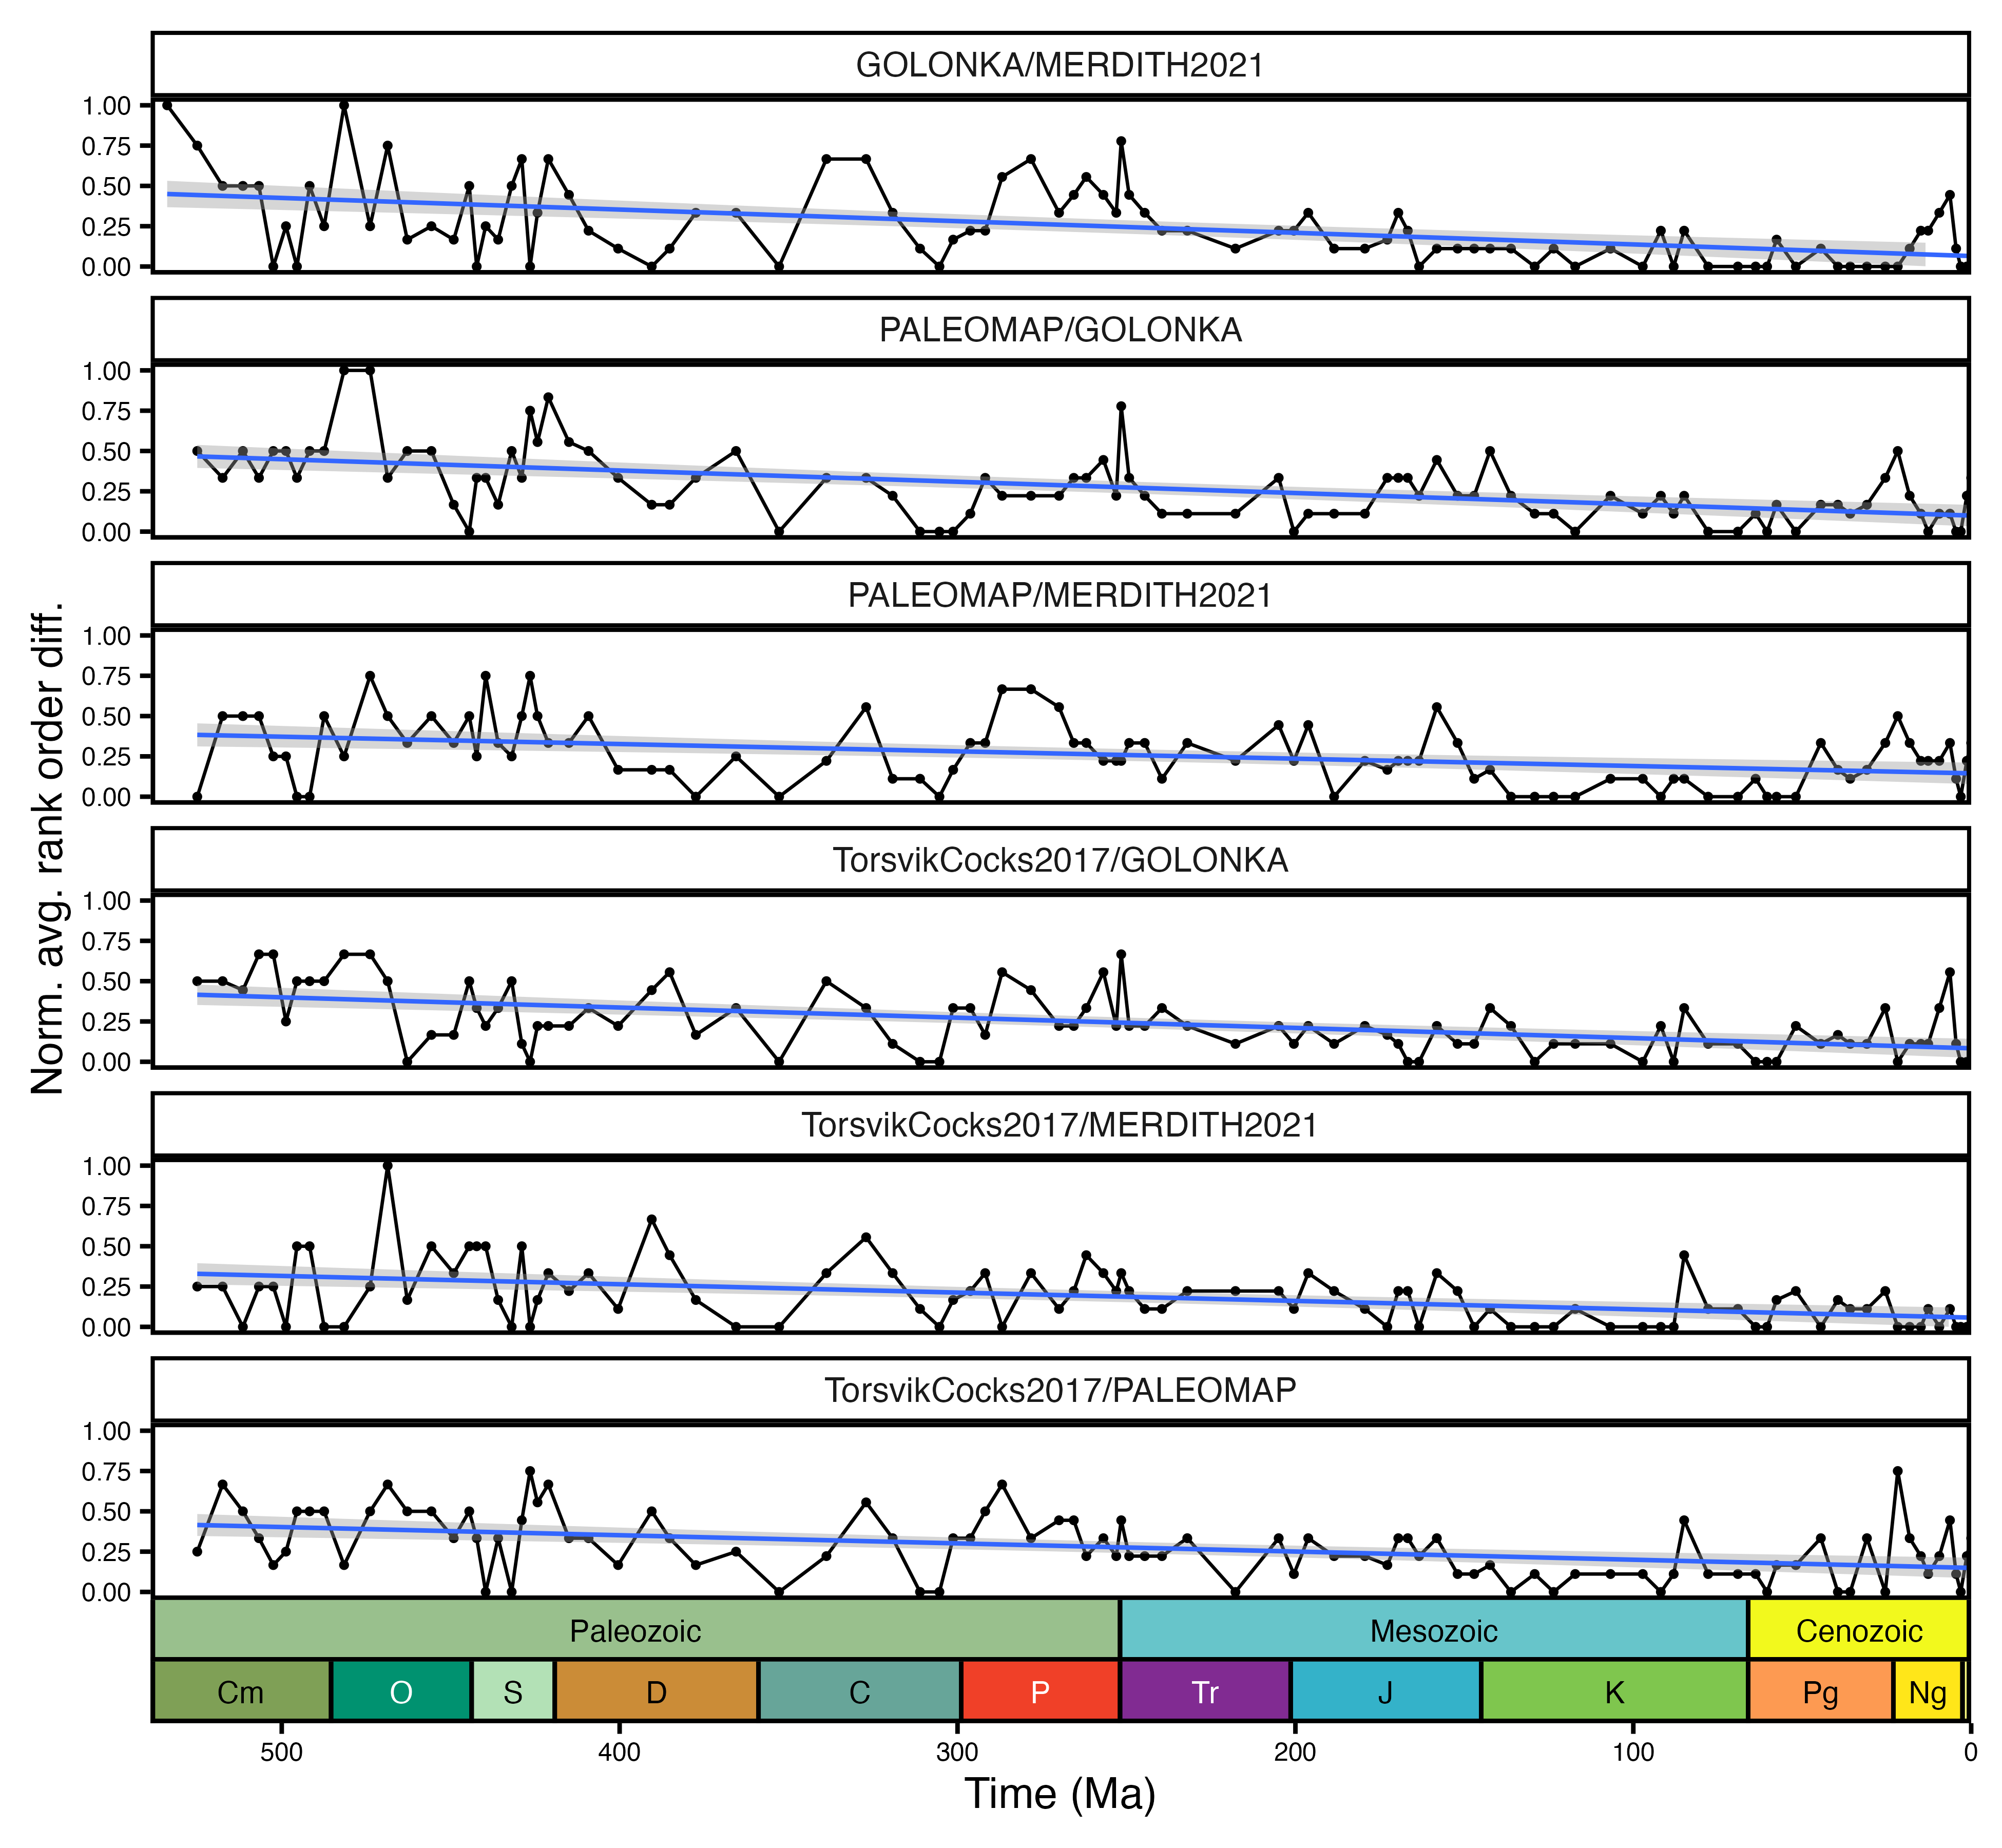 GOLONKA/MERDITH2021
1.00
0.75
0.50
0.25
0.00
PALEOMAP/GOLONKA
1.00
0.75
0.50
0.25
0.00
PALEOMAP/MERDITH2021
1.00
0.75
0.50
0.25
0.00
Norm. avg. rank order diff.
TorsvikCocks2017/GOLONKA
1.00
0.75
0.50
0.25
0.00
TorsvikCocks2017/MERDITH2021
1.00
0.75
0.50
0.25
0.00
TorsvikCocks2017/PALEOMAP
1.00
0.75
0.50
0.25
0.00
Paleozoic Mesozoic Cenozoic
Cm O S D C P Tr J K Pg Ng
500 400 300 200 100 0
Time (Ma)